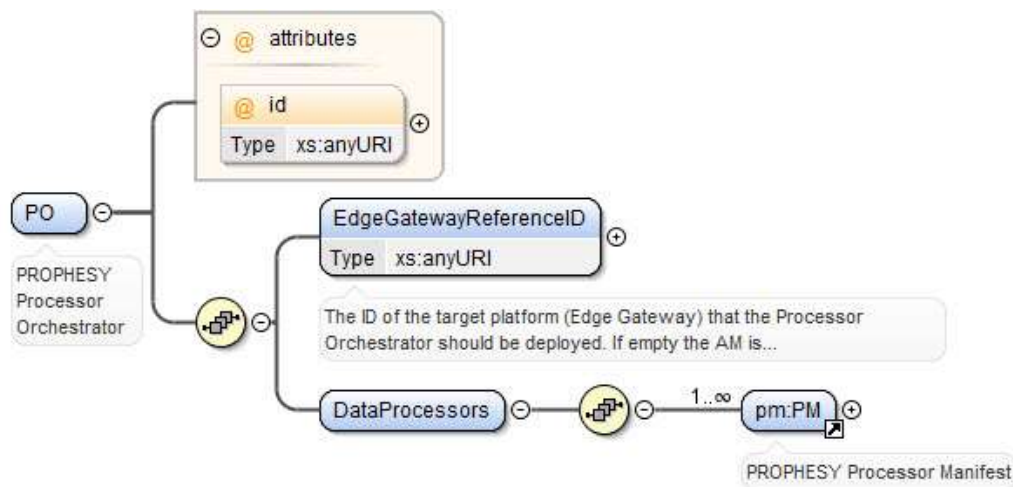 @ attributes
@ id
Type xs:anyURI
PO
PROPHESY
Processor
Orchestrator
EdgeGatewayReferenceID
Type xs:anyURI
The ID of the target platform (Edge Gateway) that the Processor
Orchestrator should be deployed. If empty the AM is...
DataProcessors
1..∞
pm:PM
PROPHESY Processor Manifest